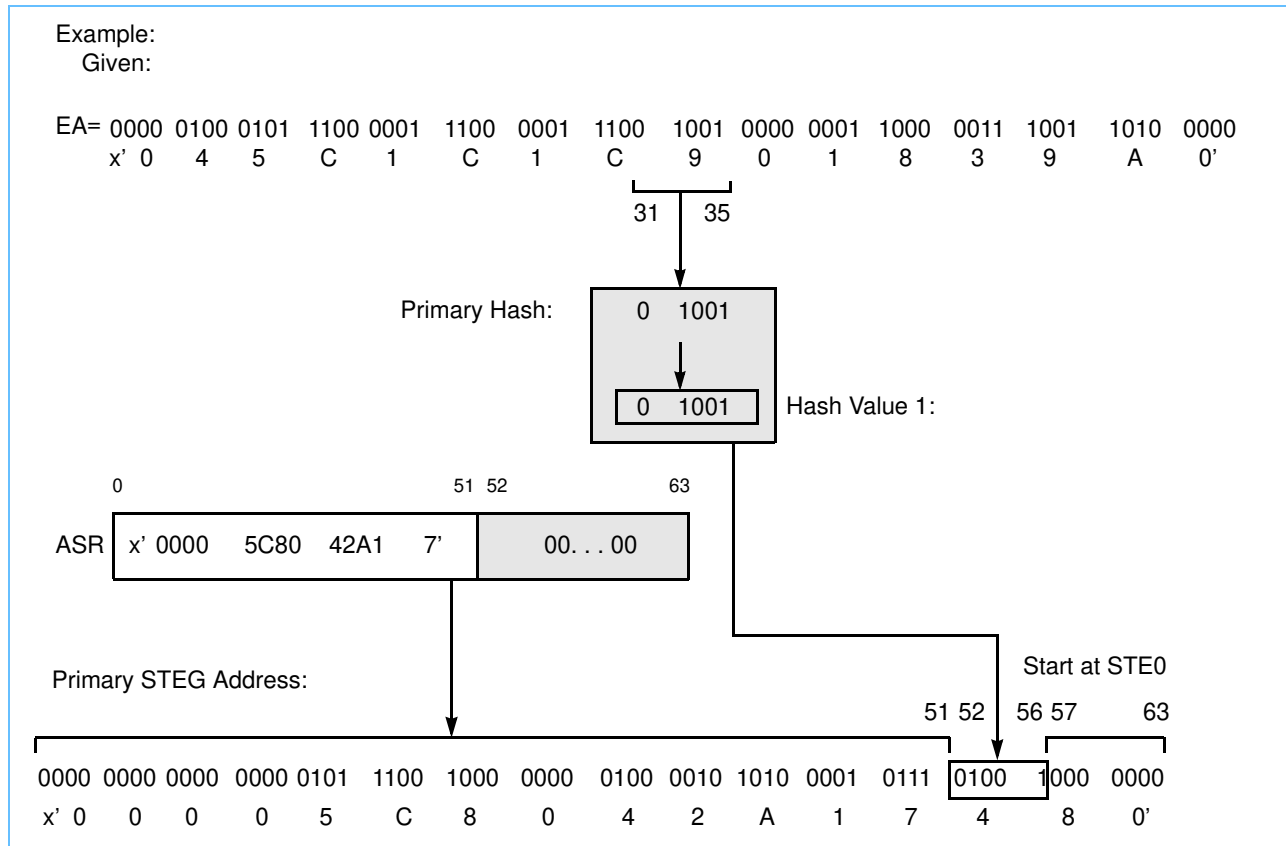 Example:
Given:
EA= 0000 0100 0101 1100 0001 1100 0001 1100 1001 0000 0001 1000 0011 1001 1010 0000
x' 0 4 5 C 1 C 1 C 9 0 1 8 3 9 A 0'
31 35
Primary Hash: 0 1001
0 1001 Hash Value 1:
0 51 52 63
ASR x' 0000 5C80 42A1 7' 00. . . 00
Start at STE0
Primary STEG Address:
51 52 56 57 63
0000 0000 0000 0000 0101 1100 1000 0000 0100 0010 1010 0001 0111 0100 1000 0000
x' 0 0 0 0 5 C 8 0 4 2 A 1 7 4 8 0'